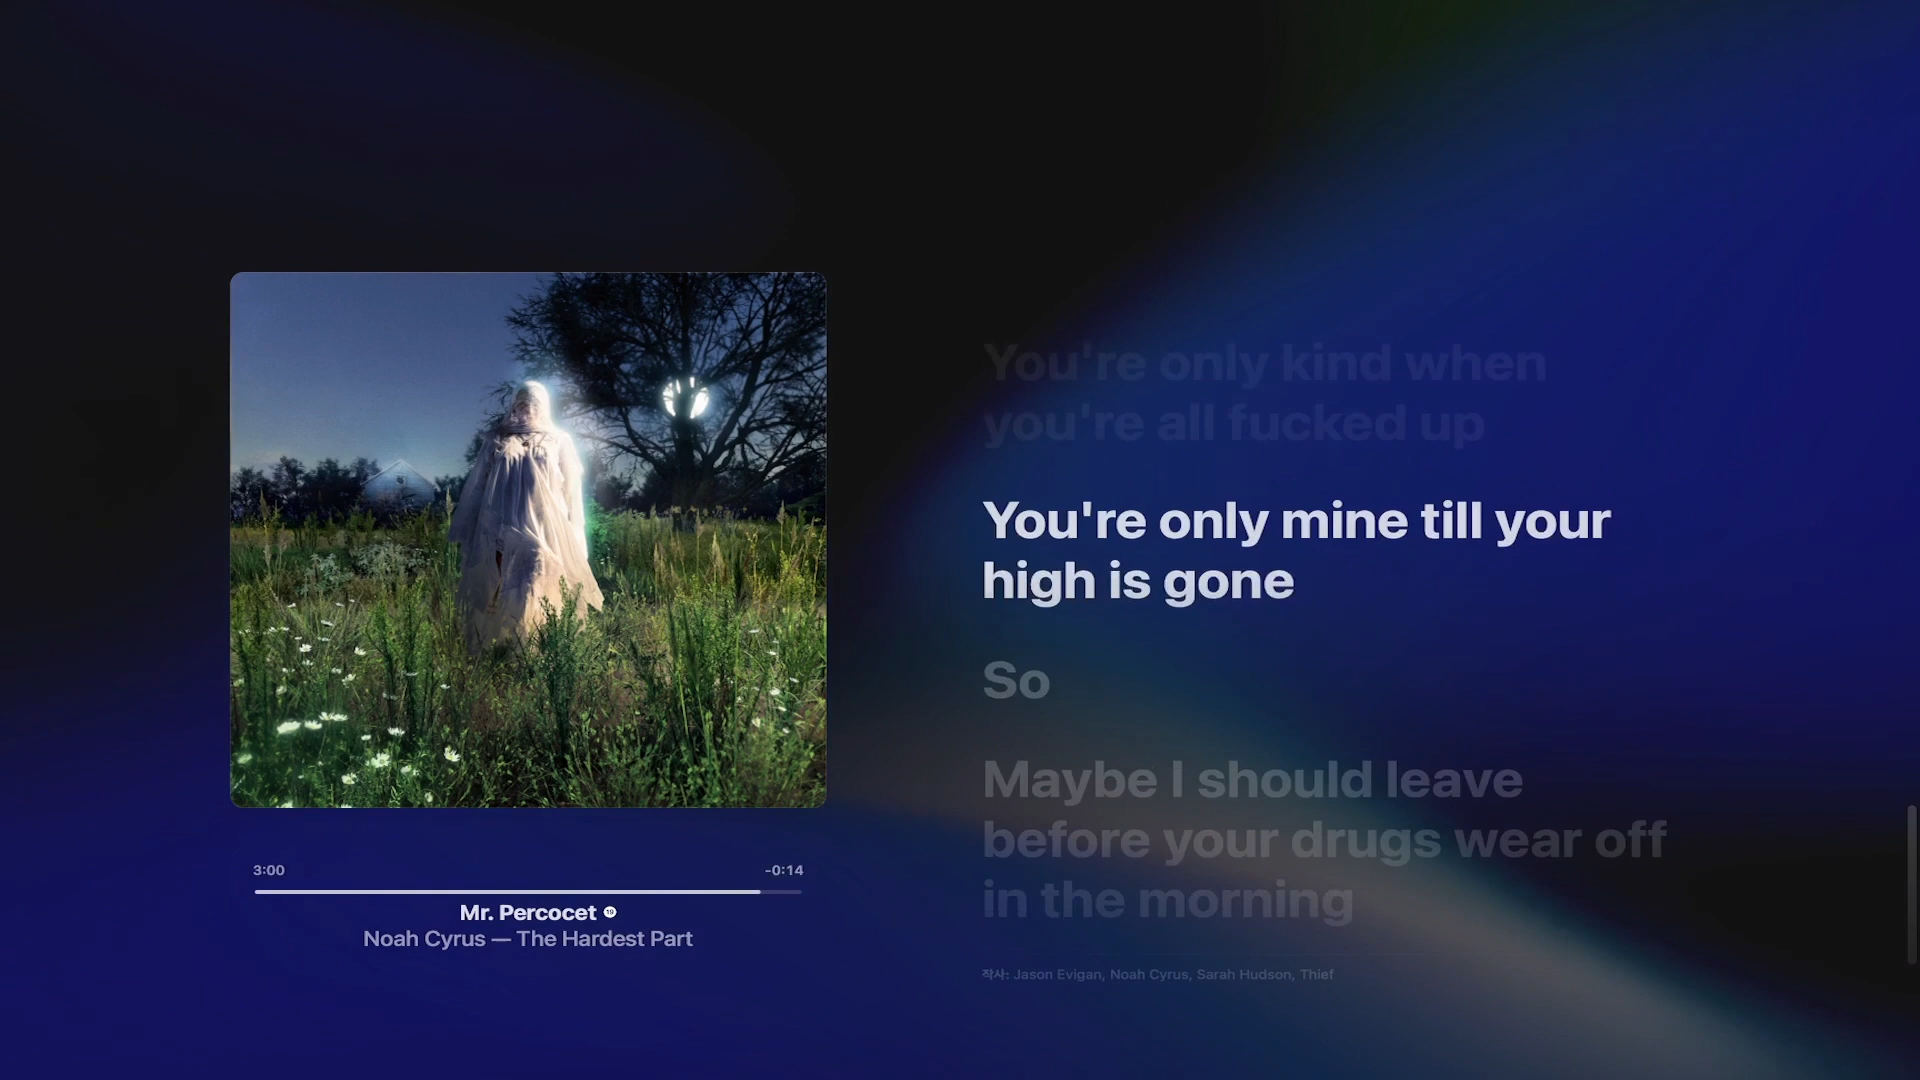 3:00
-0:14
Mr. Percocet 19
Noah Cyrus — The Hardest Part
You're only kind when
you're all fucked up
You're only mine till your
high is gone
So
Maybe I should leave
before your drugs wear off
in the morning
작사: Jason Evigan, Noah Cyrus, Sarah Hudson, Thief